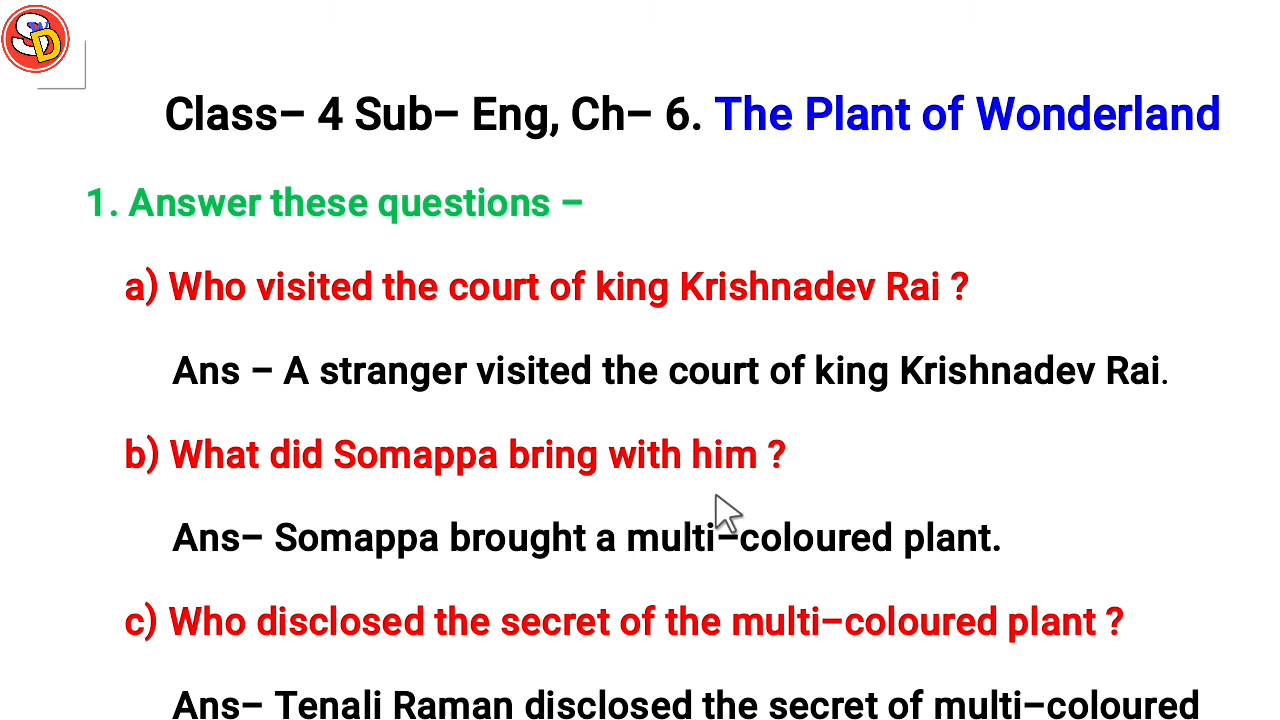 SD
Class– 4 Sub– Eng, Ch– 6. The Plant of Wonderland
1. Answer these questions –
a) Who visited the court of king Krishnadev Rai ?
Ans – A stranger visited the court of king Krishnadev Rai.
b) What did Somappa bring with him ?
Ans– Somappa brought a multi–coloured plant.
c) Who disclosed the secret of the multi–coloured plant ?
Ans– Tenali Raman disclosed the secret of multi–coloured